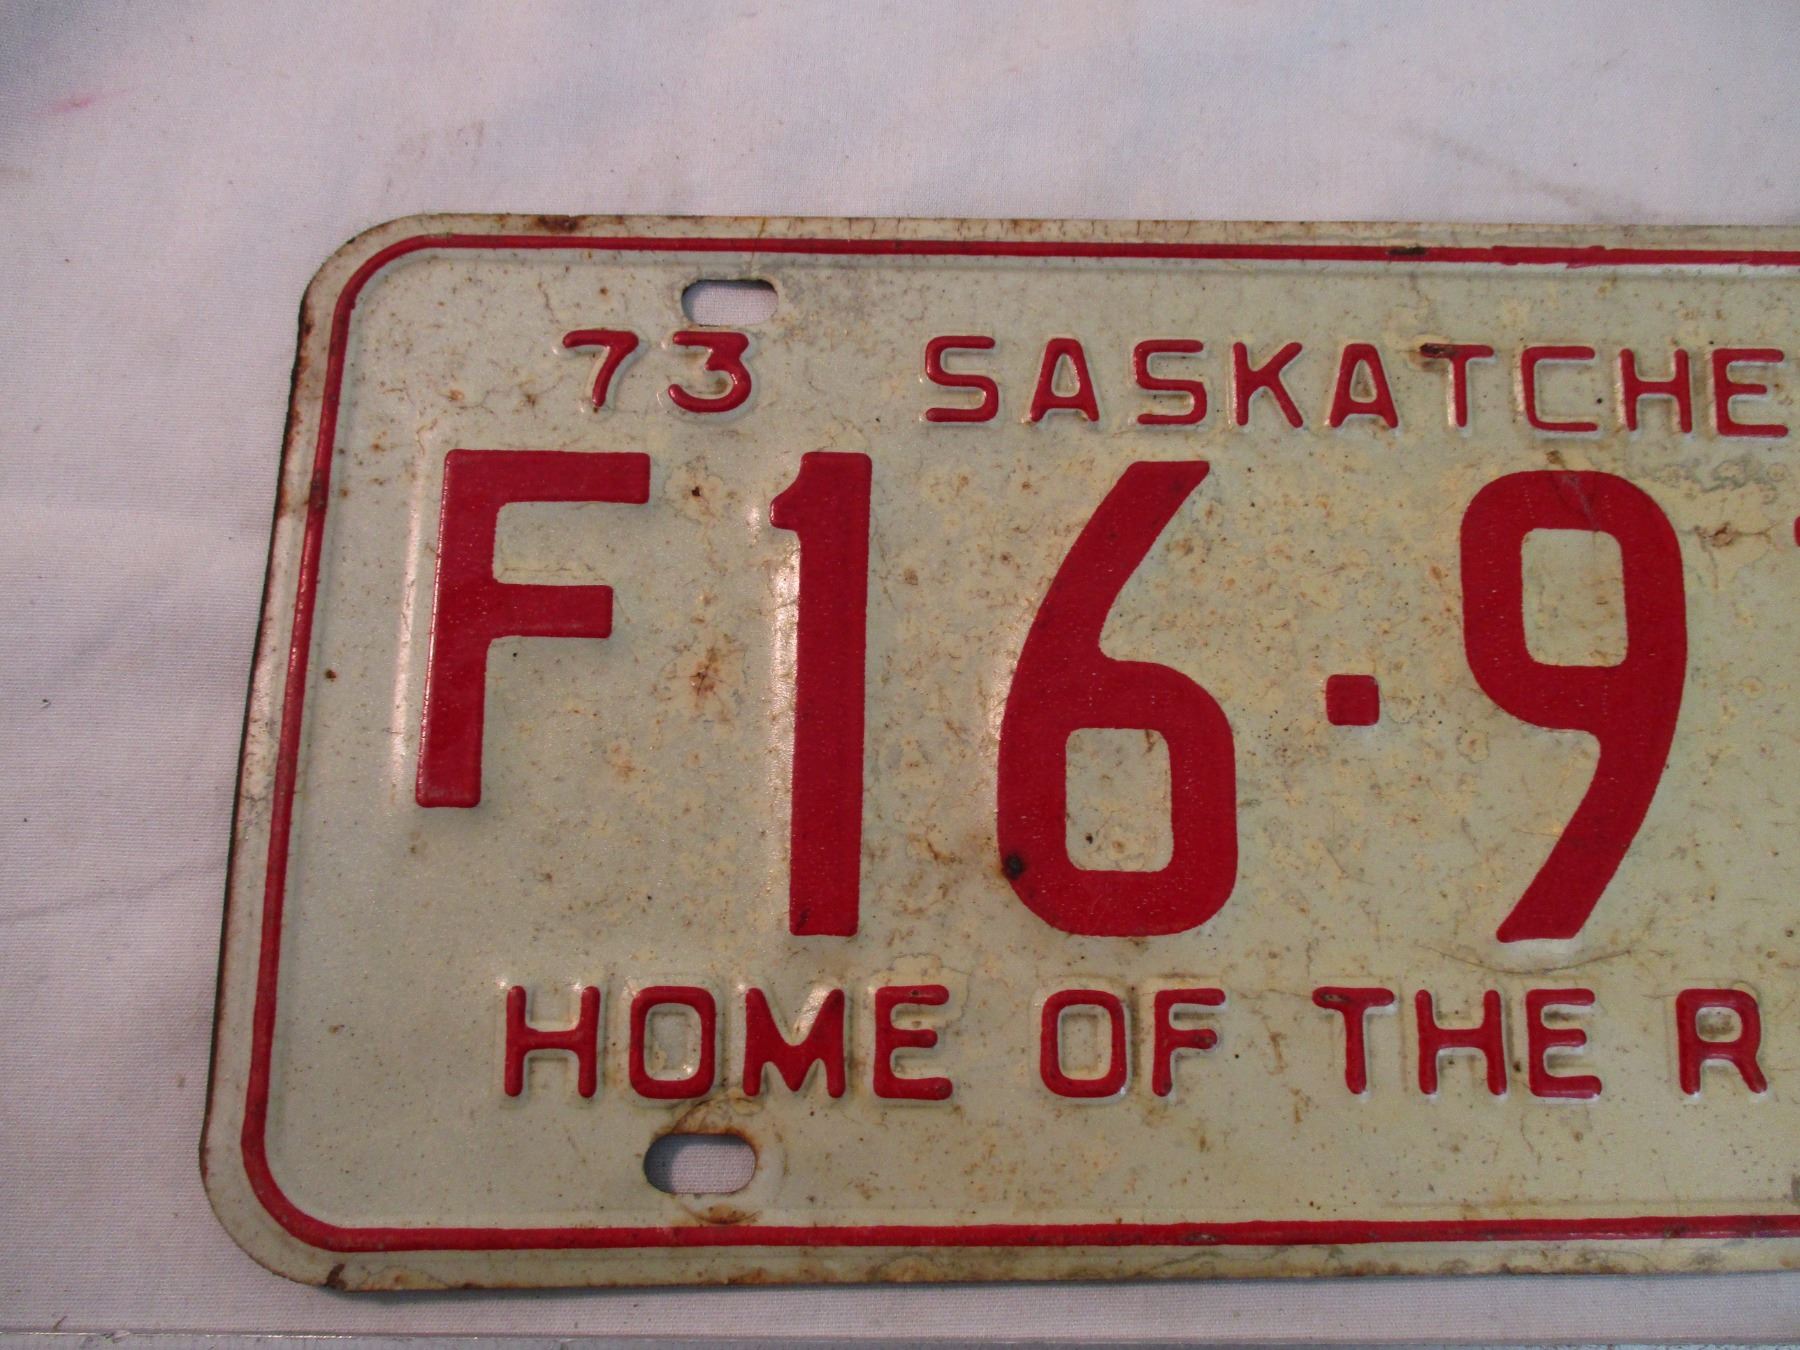 73 SASKATCHE
F16·9
HOME OF THE R